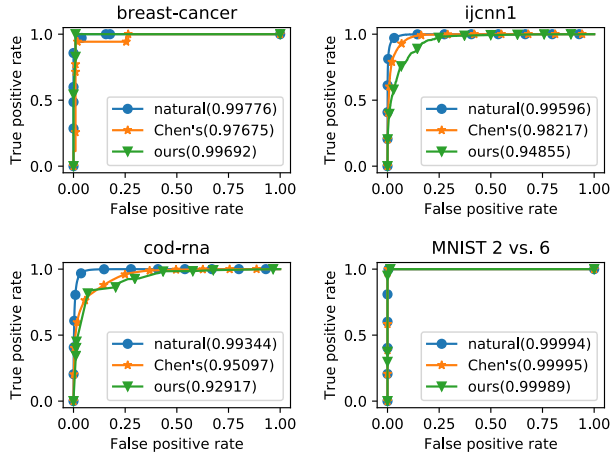 breast-cancer
True positive rate
1.0
0.5
0.0
natural(0.99776)
Chen's(0.97675)
ours(0.99692)
0.00 0.25 0.50 0.75 1.00
False positive rate
ijcnn1
True positive rate
1.0
0.5
0.0
natural(0.99596)
Chen's(0.98217)
ours(0.94855)
0.00 0.25 0.50 0.75 1.00
False positive rate
cod-rna
True positive rate
1.0
0.5
0.0
natural(0.99344)
Chen's(0.95097)
ours(0.92917)
0.00 0.25 0.50 0.75 1.00
False positive rate
MNIST 2 vs. 6
True positive rate
1.0
0.5
0.0
natural(0.99994)
Chen's(0.99995)
ours(0.99989)
0.00 0.25 0.50 0.75 1.00
False positive rate